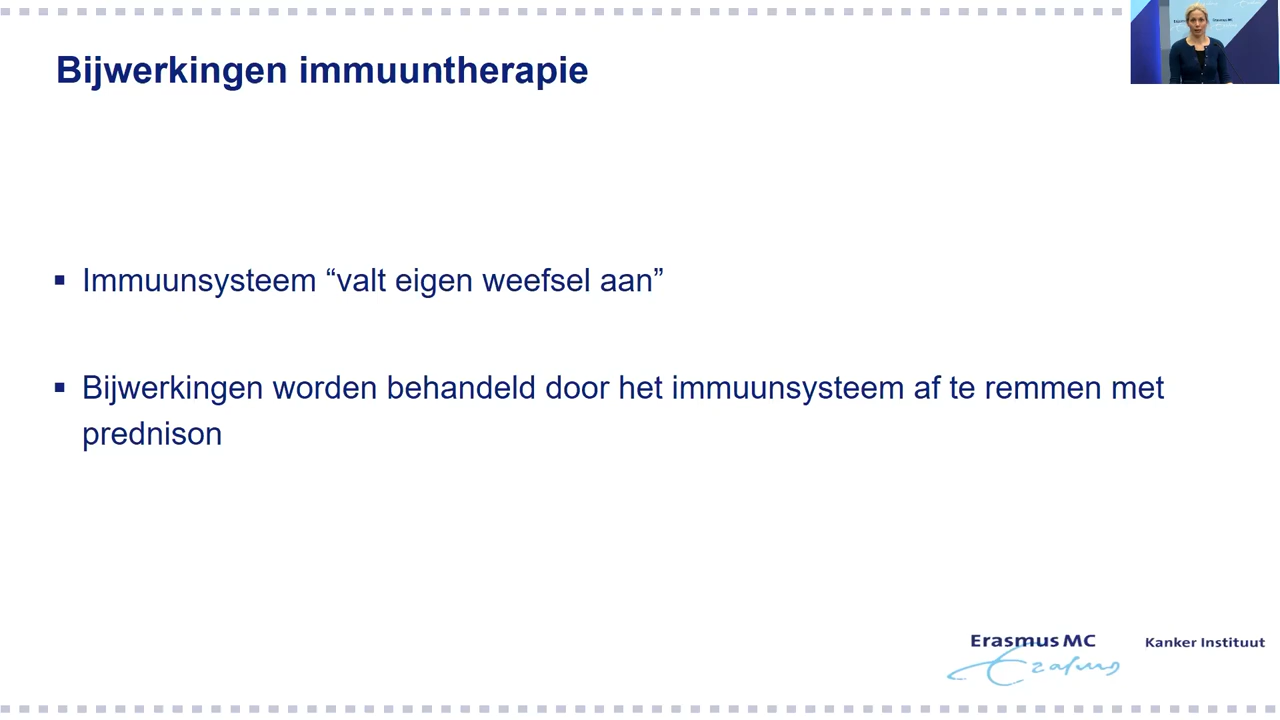 Bijwerkingen immuuntherapie
▪ Immuunsysteem “valt eigen weefsel aan”
▪ Bijwerkingen worden behandeld door het immuunsysteem af te remmen met
prednison
Erasmus MC
Erasmus
Kanker Instituut